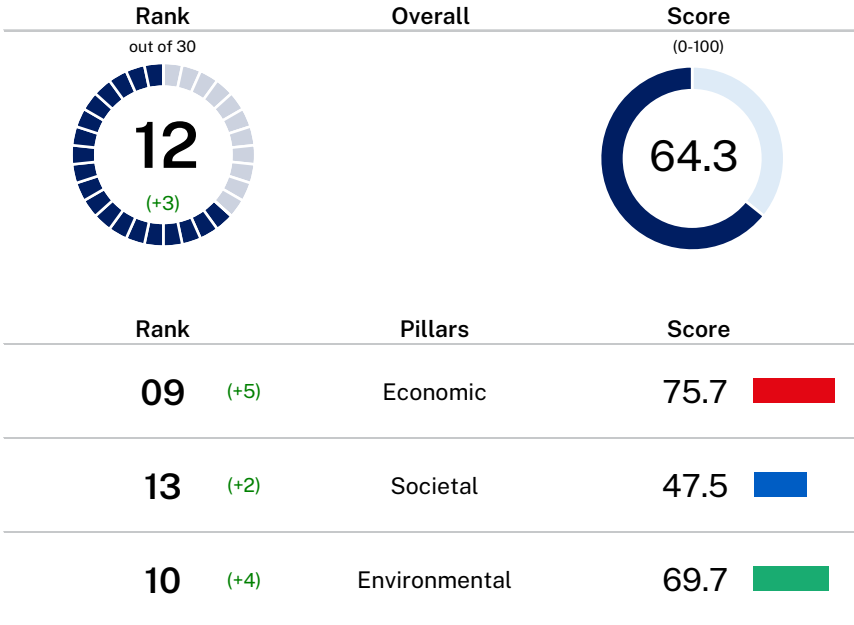 Rank Overall Score
out of 30 (0-100)
12 64.3
(+3)
Rank Pillars Score
09 (+5) Economic 75.7
13 (+2) Societal 47.5
10 (+4) Environmental 69.7